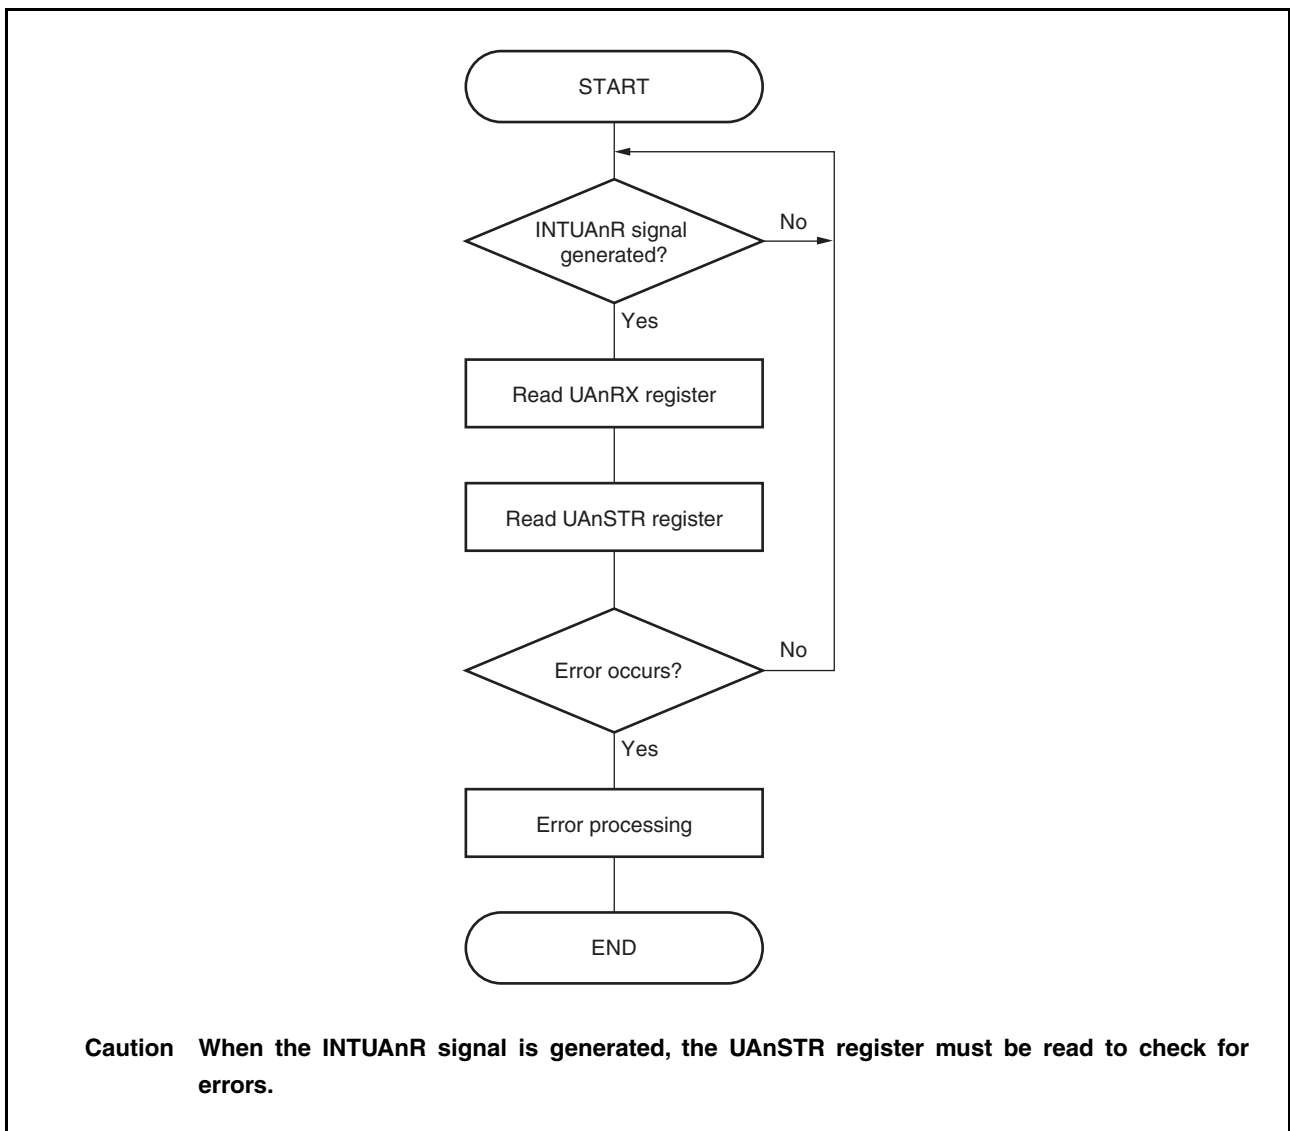 START
INTUAnR signal
generated?
No
Yes
Read UAnRX register
Read UAnSTR register
Error occurs?
No
Yes
Error processing
END
Caution When the INTUAnR signal is generated, the UAnSTR register must be read to check for
errors.